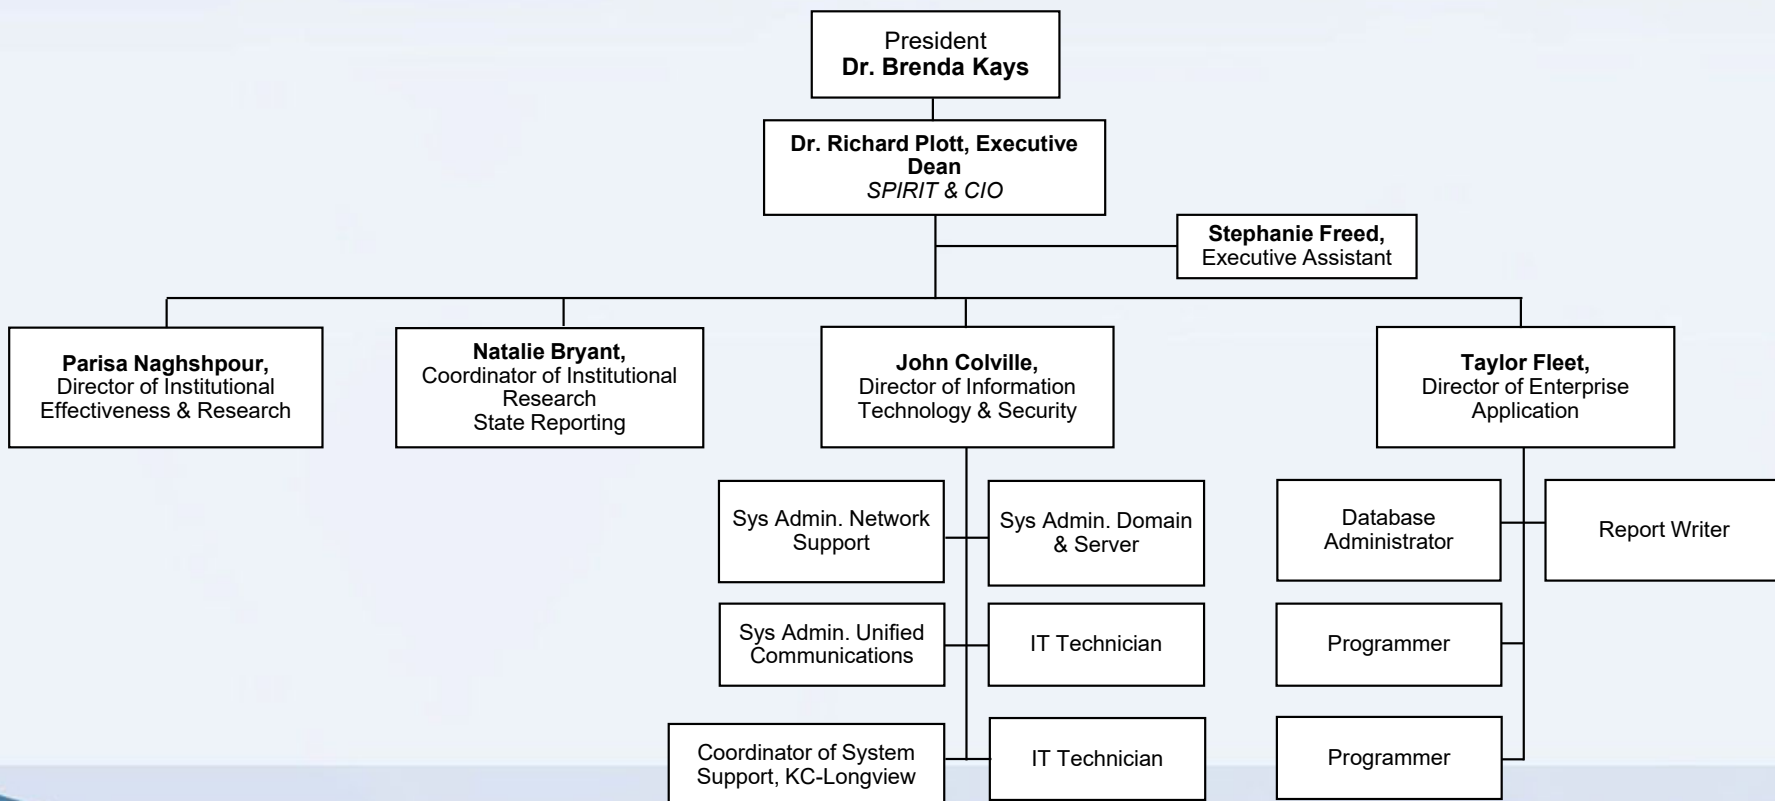 President
Dr. Brenda Kays
Dr. Richard Plott, Executive
Dean
SPIRIT & CIO
Stephanie Freed,
Executive Assistant
Parisa Naghshpour,
Director of Institutional
Effectiveness & Research
Natalie Bryant,
Coordinator of Institutional
Research
State Reporting
John Colville,
Director of Information
Technology & Security
Taylor Fleet,
Director of Enterprise
Application
Sys Admin. Network
Support
Sys Admin. Domain
& Server
Database
Administrator
Report Writer
Sys Admin. Unified
Communications
IT Technician
Programmer
Coordinator of System
Support, KC-Longview
IT Technician
Programmer